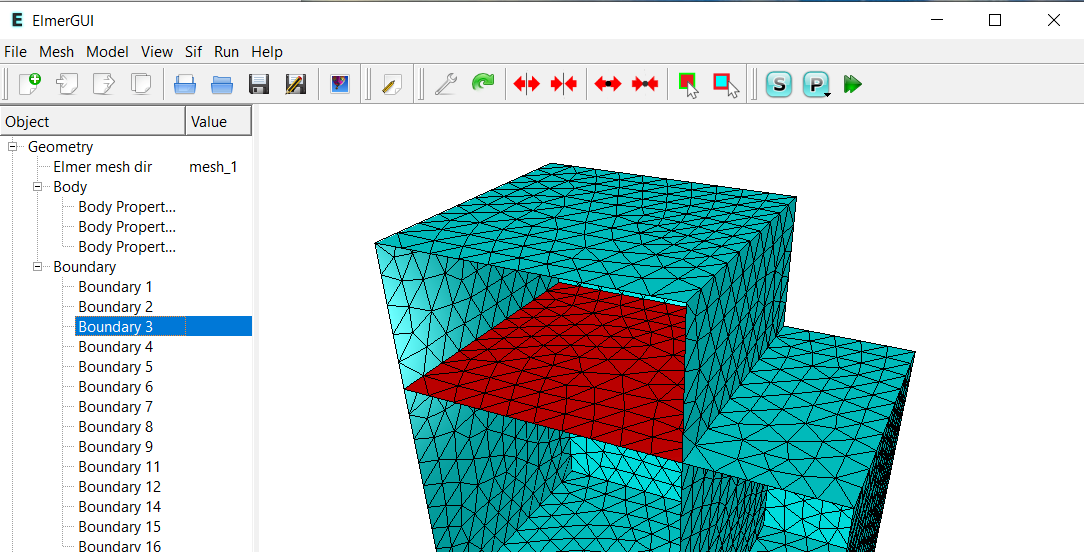 E ElmerGUI
File Mesh Model View Sif Run Help
S P
Object Value
Geometry
Elmer mesh dir mesh_1
Body
Body Propert...
Body Propert...
Body Propert...
Boundary
Boundary 1
Boundary 2
Boundary 3
Boundary 4
Boundary 5
Boundary 6
Boundary 7
Boundary 8
Boundary 9
Boundary 11
Boundary 12
Boundary 14
Boundary 15
Boundary 16